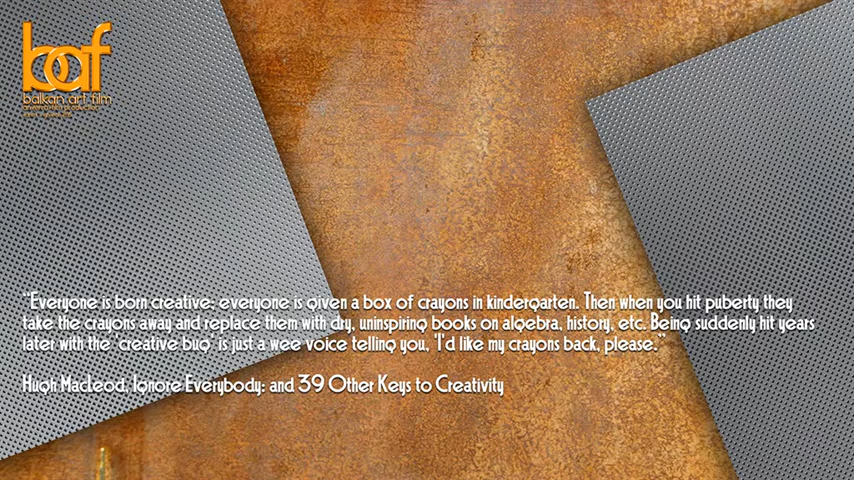 baf
balkan art film
"Everyone is born creative; everyone is given a box of crayons in kindergarten. Then when you hit puberty they
take the crayons away and replace them with dry, uninspiring books on algebra, history, etc. Being suddenly hit years
later with the 'creative bug' is just a wee voice telling you, 'I'd like my crayons back, please."
Hugh MacLeod, Ignore Everybody: and 39 Other Keys to Creativity